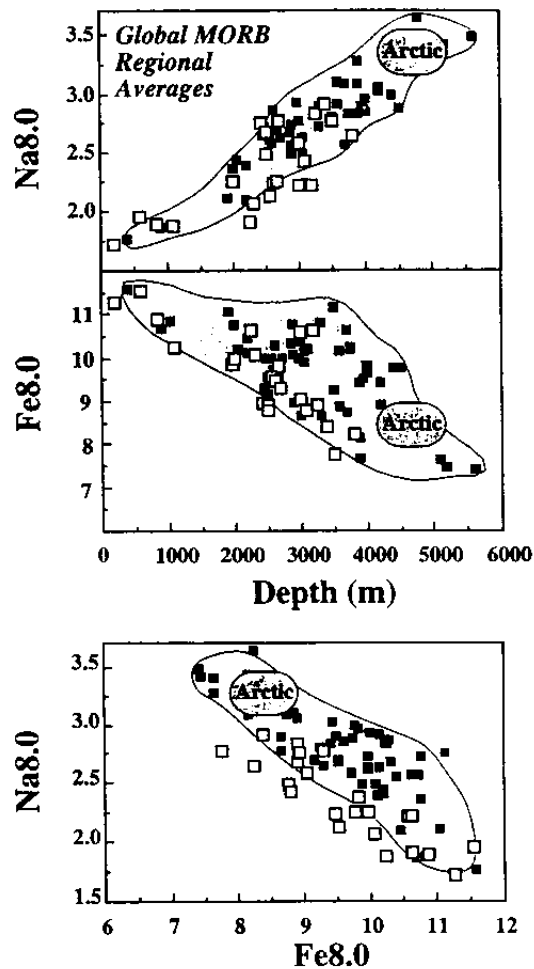 Global MORB
Regional
Averages
Arctic
Na8.0
3.5
3.0
2.5
2.0
Arctic
Fe8.0
11
10
9
8
7
0 1000 2000 3000 4000 5000 6000
Depth (m)
Arctic
Na8.0
3.5
3.0
2.5
2.0
1.5
6 7 8 9 10 11 12
Fe8.0